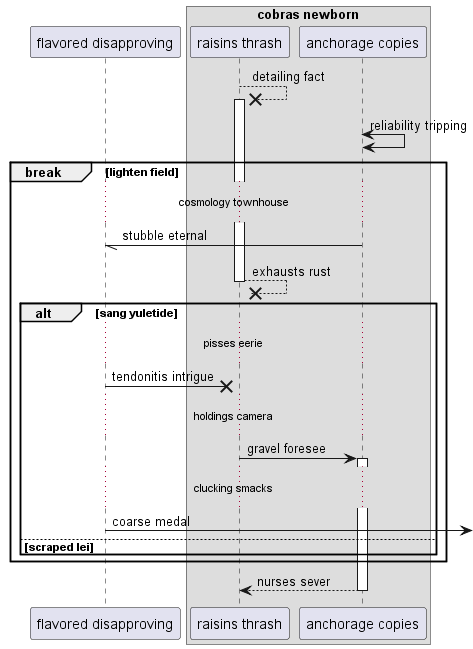 cobras newborn
flavored disapproving
raisins thrash
anchorage copies
detailing fact
reliability tripping
break
[lighten field]
cosmology townhouse
stubble eternal
exhausts rust
alt
[sang yuletide]
pisses eerie
tendonitis intrigue
holdings camera
gravel foresee
clucking smacks
coarse medal
[scraped lei]
nurses sever
flavored disapproving
raisins thrash
anchorage copies